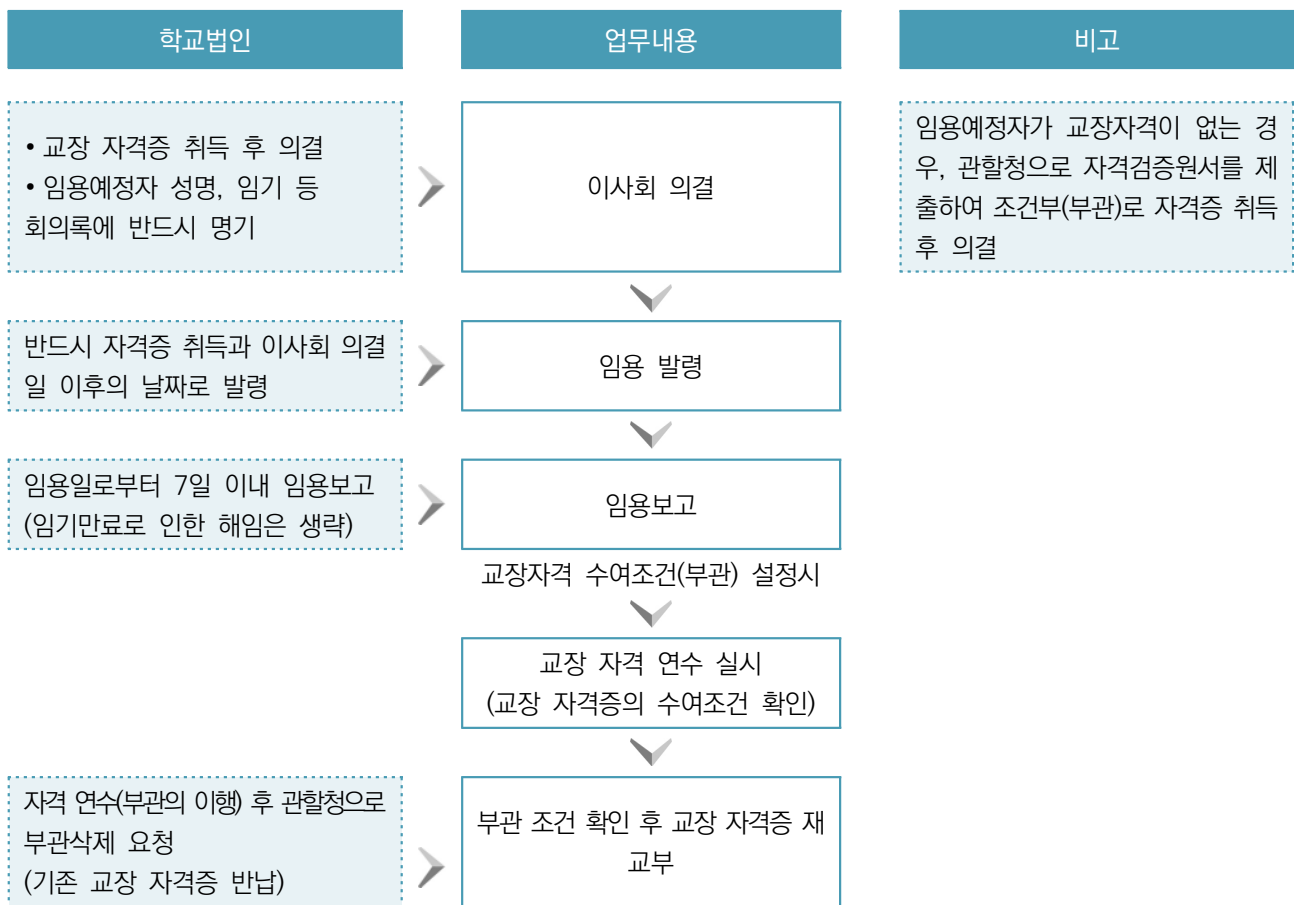 학교법인
업무내용
비고
• 교장 자격증 취득 후 의결
• 임용예정자 성명, 임기 등
회의록에 반드시 명기
이사회 의결
임용예정자가 교장자격이 없는 경
우, 관할청으로 자격검증원서를 제
출하여 조건부(부관)로 자격증 취득
후 의결
반드시 자격증 취득과 이사회 의결
일 이후의 날짜로 발령
임용 발령
임용일로부터 7일 이내 임용보고
(임기만료로 인한 해임은 생략)
임용보고
교장자격 수여조건(부관) 설정시
교장 자격 연수 실시
(교장 자격증의 수여조건 확인)
자격 연수(부관의 이행) 후 관할청으로
부관삭제 요청
(기존 교장 자격증 반납)
부관 조건 확인 후 교장 자격증 재
교부